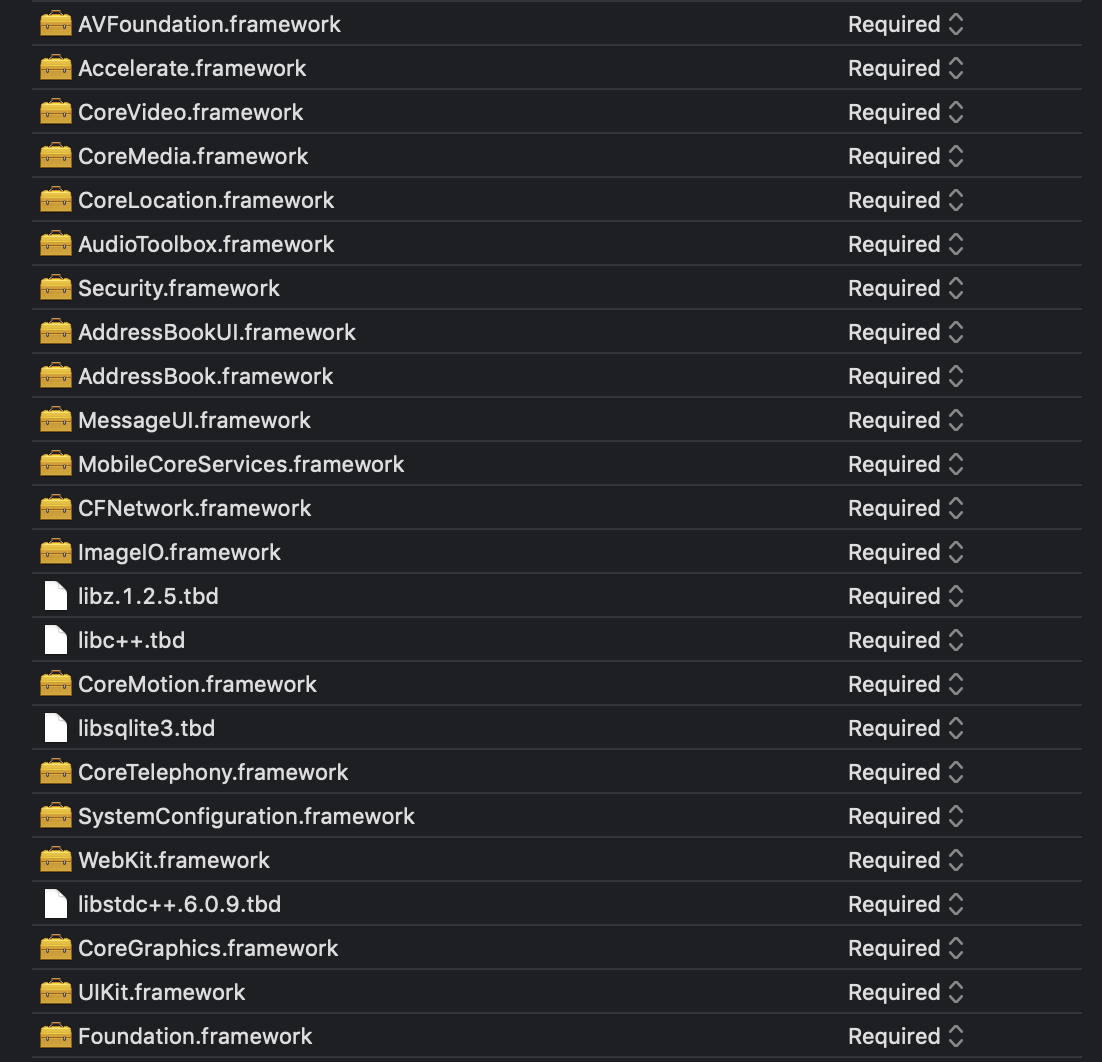 AVFoundation.framework Required
Accelerate.framework Required
CoreVideo.framework Required
CoreMedia.framework Required
CoreLocation.framework Required
AudioToolbox.framework Required
Security.framework Required
AddressBookUI.framework Required
AddressBook.framework Required
MessageUI.framework Required
MobileCoreServices.framework Required
CFNetwork.framework Required
ImageIO.framework Required
libz.1.2.5.tbd Required
libc++.tbd Required
CoreMotion.framework Required
libsqlite3.tbd Required
CoreTelephony.framework Required
SystemConfiguration.framework Required
WebKit.framework Required
libstdc++.6.0.9.tbd Required
CoreGraphics.framework Required
UIKit.framework Required
Foundation.framework Required